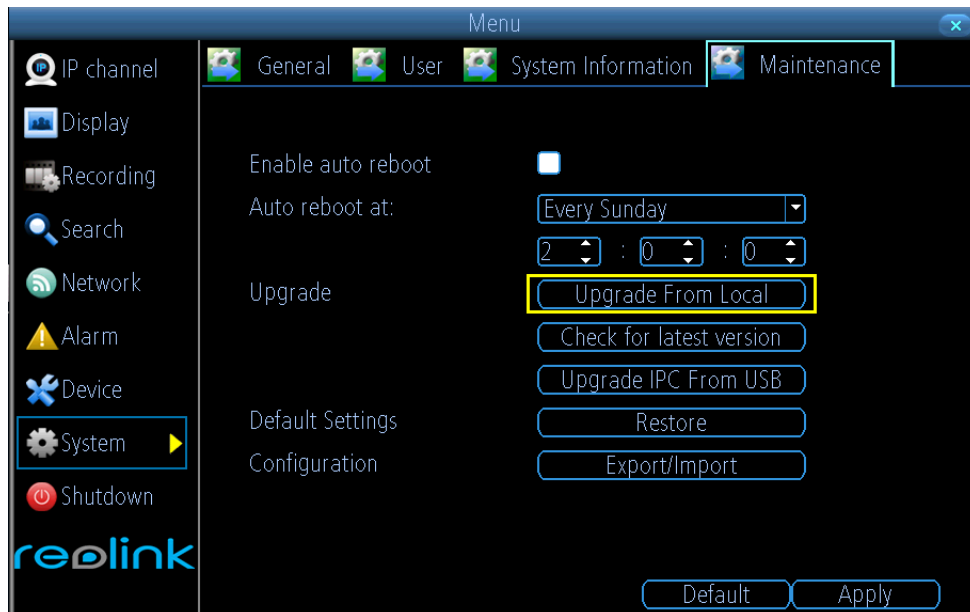 Menu
IP channel
Display
Recording
Search
Network
Alarm
Device
System
Shutdown
reolink
General User System Information Maintenance
Enable auto reboot
Auto reboot at: Every Sunday
2 : 0 : 0
Upgrade Upgrade From Local
Check for latest version
Upgrade IPC From USB
Default Settings Restore
Configuration Export/Import
Default Apply